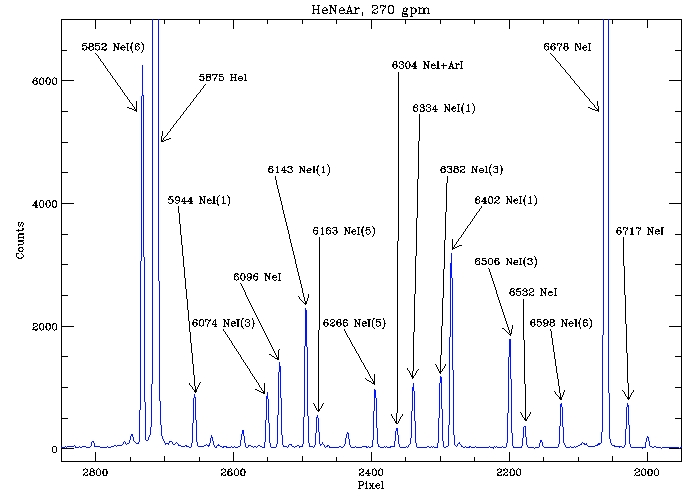 HeNeAr, 270 gpm
5852 NeI(6)
5875 HeI
6304 NeI+ArI
6678 NeI
6334 NeI(1)
6143 NeI(1)
6382 NeI(3)
5944 NeI(1)
6402 NeI(1)
6163 NeI(5)
6717 NeI
6506 NeI(3)
6096 NeI
6532 NeI
6074 NeI(3)
6266 NeI(5)
6598 NeI(6)
6000
4000
2000
0
Counts
2800
2600
2400
2200
2000
Pixel